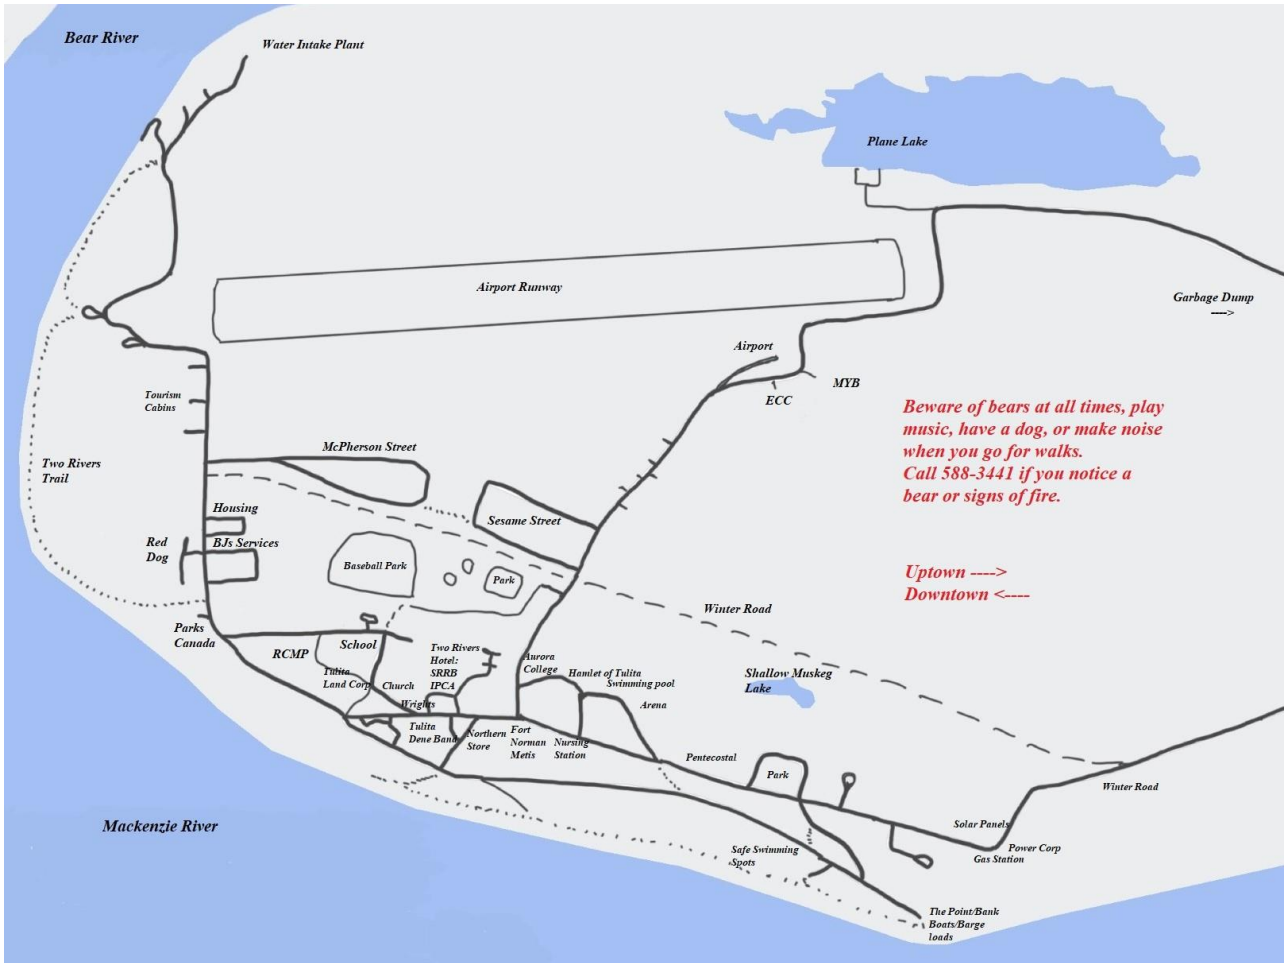 Bear River
Water Intake Plant
Plane Lake
Airport Runway
Garbage Dump
---->
Airport
MYB
ECC
Tourism
Cabins
Beware of bears at all times, play
music, have a dog, or make noise
when you go for walks.
Call 588-3441 if you notice a
bear or signs of fire.
McPherson Street
Two Rivers
Trail
Housing
Sesame Street
Red
Dog
BJs Services
Baseball Park
Park
Uptown ---->
Downtown <----
Winter Road
Parks
Canada
RCMP
School
Two Rivers
Hotel:
SRRB
IPCA
Aurora
College
Tulita
Land Corp
Church
Wrights
Hamlet of Tulita
Swimming pool
Arena
Shallow Muskeg
Lake
Tulita
Dene Band
Northern
Store
Fort
Norman
Metis
Nursing
Station
Pentecostal
Park
Winter Road
Mackenzie River
Solar Panels
Power Corp
Gas Station
Safe Swimming
Spots
The Point/Bank
Boats/Barge
loads